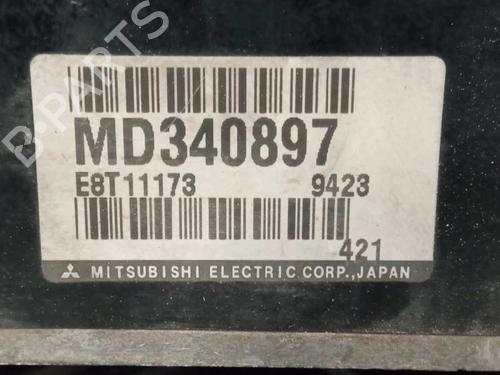 B-PARTS
MD340897
E8T11173 9423
421
MITSUBISHI ELECTRIC CORP., JAPAN